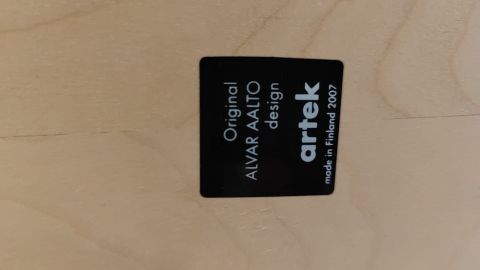 Original
ALVAR AALTO
design
artek
made in Finland 2007